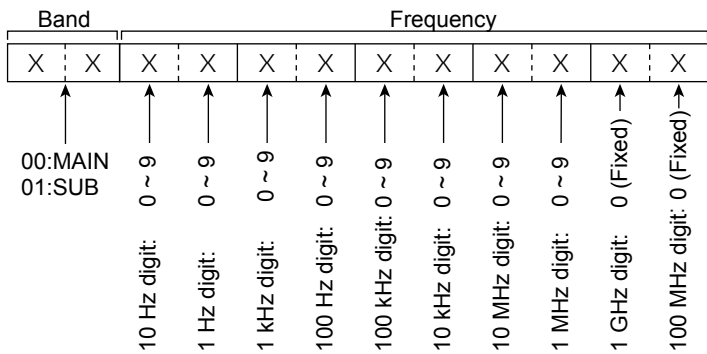 Band Frequency
X X X X X X X X X X X X
00:MAIN
01:SUB
10 Hz digit: 0 ~ 9
1 Hz digit: 0 ~ 9
1 kHz digit: 0 ~ 9
100 Hz digit: 0 ~ 9
100 kHz digit: 0 ~ 9
10 kHz digit: 0 ~ 9
10 MHz digit: 0 ~ 9
1 MHz digit: 0 ~ 9
1 GHz digit: 0 (Fixed)
100 MHz digit: 0 (Fixed)